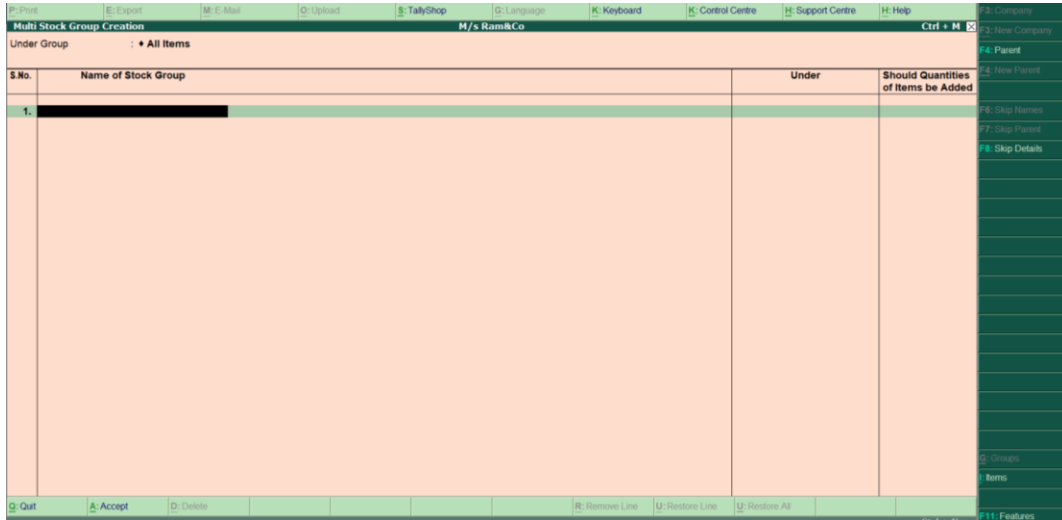 P: Print E: Export M: E-Mail O: Upload S: TallyShop G: Language K: Keyboard K: Control Centre H: Support Centre H: Help F3: Company
Multi Stock Group Creation M/s Ram&Co Ctrl + M
F3: New Company
Under Group : ♦ All Items
F4: Parent
F4: New Parent
S.No. Name of Stock Group Under Should Quantities
of Items be Added
1.
F6: Skip Names
F7: Skip Parent
F8: Skip Details
G: Groups
I: Items
Q: Quit A: Accept D: Delete R: Remove Line U: Restore Line U: Restore All
F11: Features